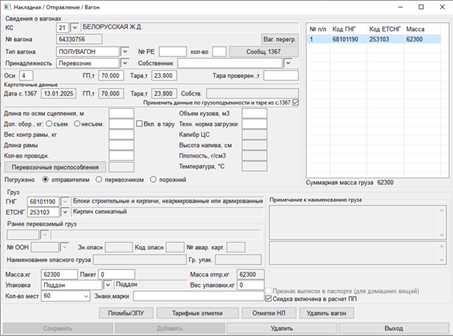 Накладная / Отправление / Вагон
Сведения о вагонах
КС 21 БЕЛОРУССКАЯ Ж.Д.
№ вагона 64330756 Ваг. перегр.
Тип вагона ПОЛУВАГОН № РЕ кол-во Сообщ.1367
Принадлежность Перевозчик Собственник
Оси 4 ГП,т 70,000 Тара,т 23,800 Тара проверен.,т
Картотечные данные
Дата с.1367 13.01.2025 ГП,т 70,000 Тара,т 23,800 Собств.
Применить данные по грузоподъемности и таре из с.1367
Длина по осям сцепления, м Объем кузова, м3
Доп. обор., кг: съем. несъем. Вкл. в тару Техн. норма загрузки
Вес контр рамы, кг Калибр ЦС
Длина рамы Высота налива, см
Кол-во проводн. Плотность, г/см3
Перевозочные приспособления Температура, °С
Погружено отправителем перевозчиком порожний
№ п/п Код ГНГ Код ЕТСНГ Масса
1 68101190 253103 62300
Суммарная масса груза 62300
Груз
ГНГ 68101190 Блоки строительные и кирпичи, неармированные или армированные
ЕТСНГ 253103 Кирпич силикатный
Ранее перевозимый груз
№ ООН Зн.опасн Код опасн № авар. карт.
Наименование опасного груза Гр. упак.
Масса,кг 62300 Пакет 0 Масса отпр,кг 62300
Упаковка Поддон Поддон Вес упаковки,кг 0
Кол-во мест 60 Знаки,марки
Примечание к наименованию груза
Признак выписки в паспорте (для домашних вещей)
Скидка включена в расчет ПП
Пломбы/ЗПУ Тарифные отметки Отметки НЛ Удалить вагон
Сохранить Добавить Удалить Выход